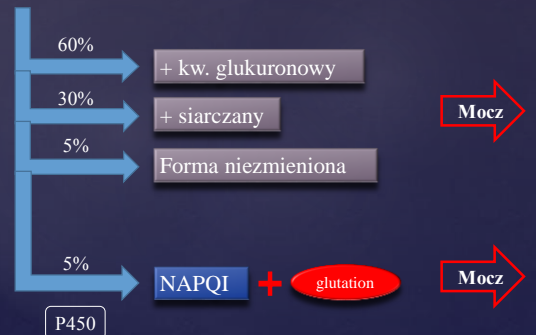 60%
+ kw. glukuronowy
30%
+ siarczany
Mocz
5%
Forma niezmieniona
5%
NAPQI + glutation
Mocz
P450